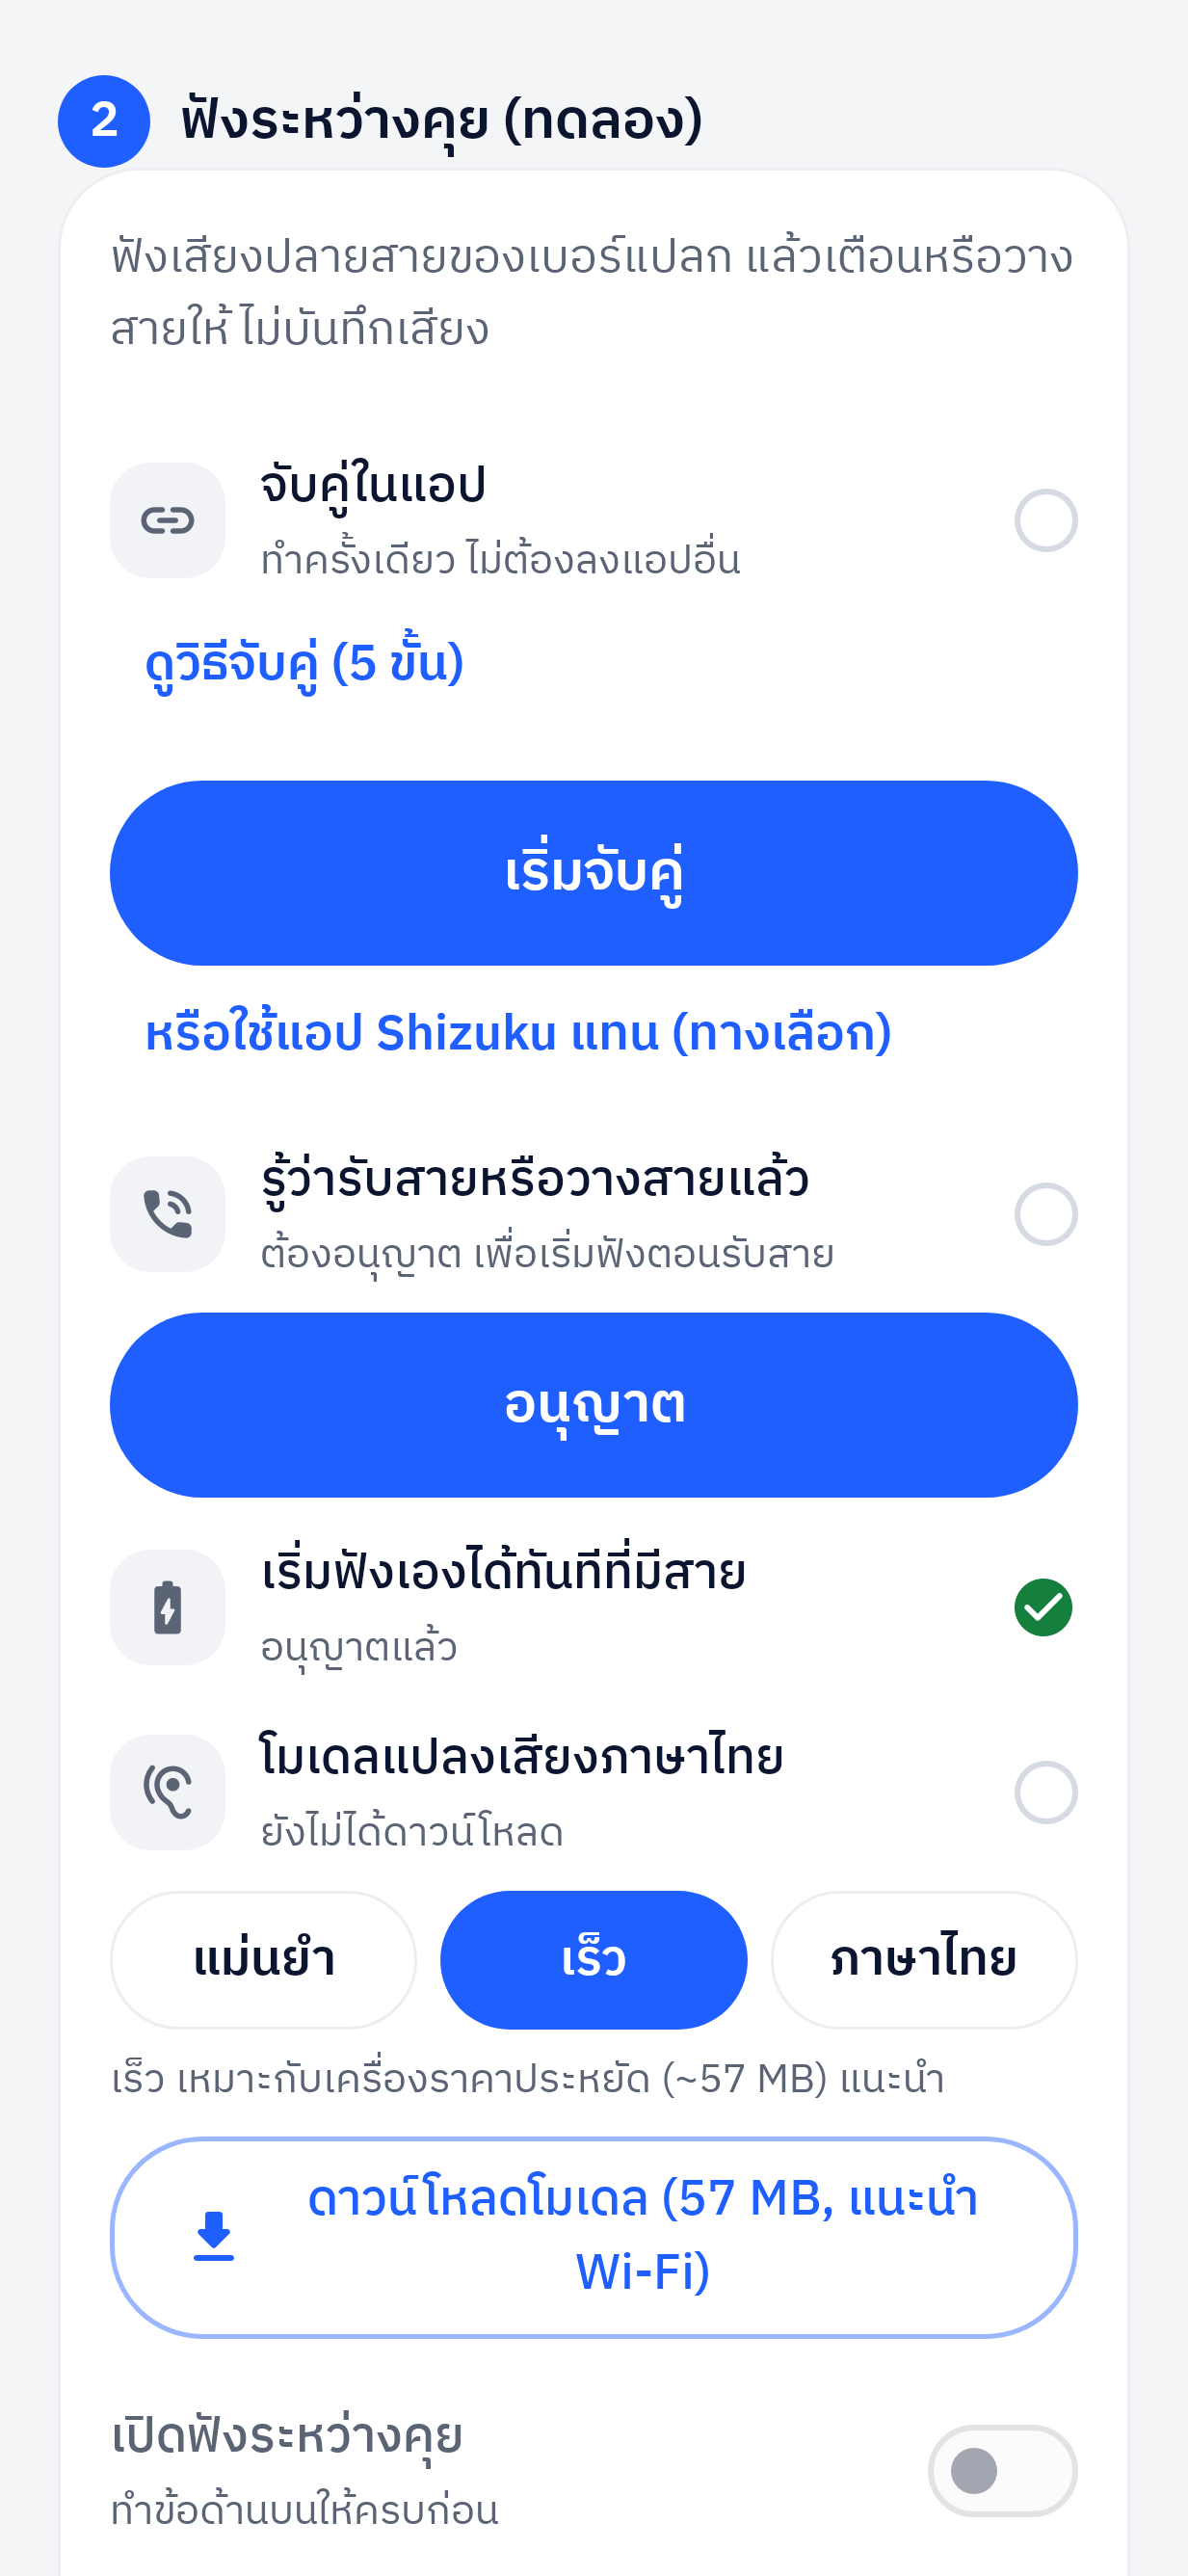 2
ฟังระหว่างคุย (ทดลอง)
ฟังเสียงปลายสายของเบอร์แปลก แล้วเตือนหรือวาง
สายให้ ไม่บันทึกเสียง
จับคู่ในแอป
ทำครั้งเดียว ไม่ต้องลงแอปอื่น
ดูวิธีจับคู่ (5 ขั้น)
เริ่มจับคู่
หรือใช้แอป Shizuku แทน (ทางเลือก)
รู้ว่ารับสายหรือวางสายแล้ว
ต้องอนุญาต เพื่อเริ่มฟังตอนรับสาย
อนุญาต
เริ่มฟังเองได้ทันทีที่มีสาย
อนุญาตแล้ว
โมเดลแปลงเสียงภาษาไทย
ยังไม่ได้ดาวน์โหลด
แม่นยำ
เร็ว
ภาษาไทย
เร็ว เหมาะกับเครื่องราคาประหยัด (~57 MB) แนะนำ
ดาวน์โหลดโมเดล (57 MB, แนะนำ
Wi-Fi)
เปิดฟังระหว่างคุย
ทำข้อด้านบนให้ครบก่อน